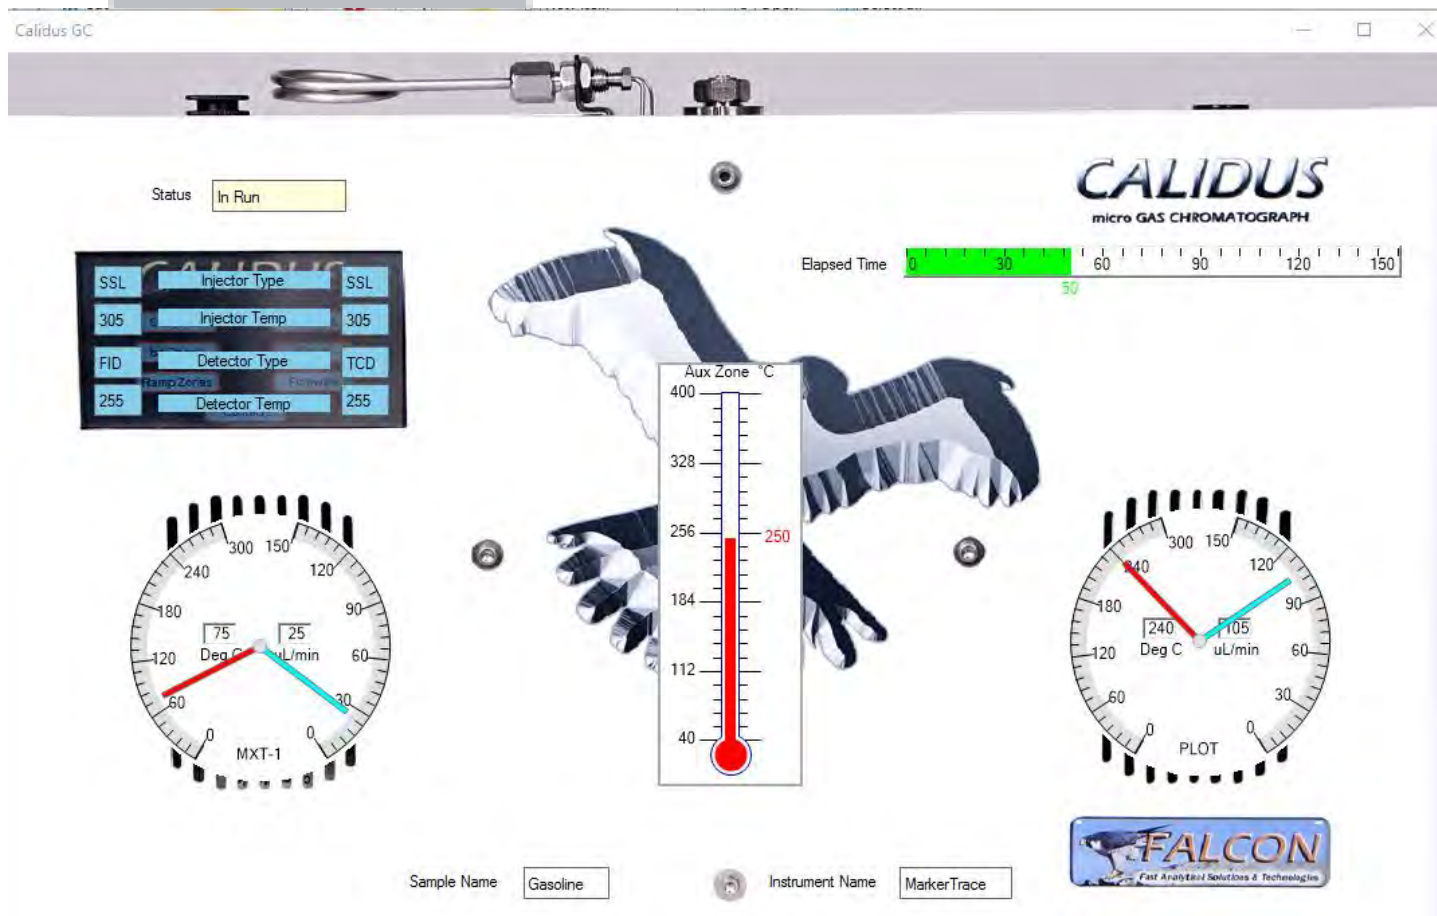 Calidus GC
CALIDUS
micro GAS CHROMATOGRAPH
Status In Run
Elapsed Time 0 30 60 90 120 150
50
SSL Injector Type SSL
305 Injector Temp 305
FID Detector Type TCD
Ramp Zones
255 Detector Temp 255
Aux Zone °C
400
328
256 250
184
112
40
300 150
240 120
180 90
75 25
Deg C uL/min
120 60
60 30
0 0
MXT-1
300 150
240 120
180 90
240 105
Deg C uL/min
120 60
60 30
0 0
PLOT
FALCON
Fast Analytical Solutions & Technologies
Sample Name Gasoline Instrument Name MarkerTrace